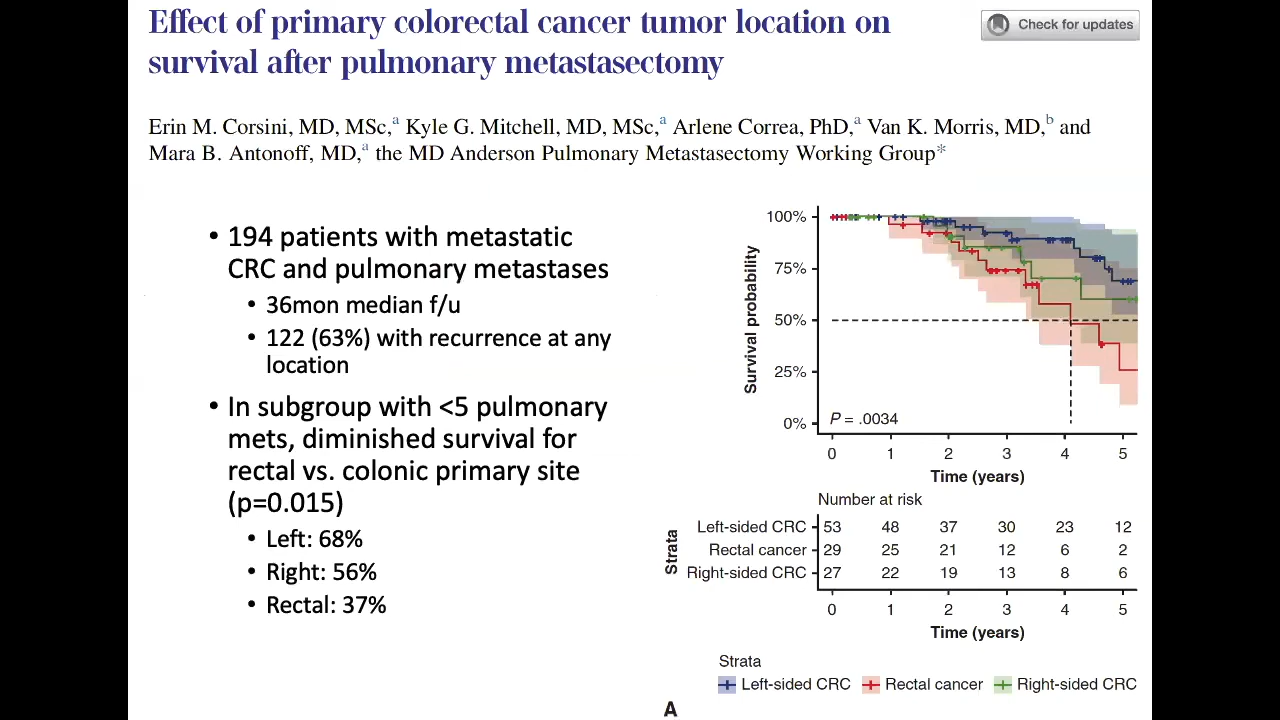 Effect of primary colorectal cancer tumor location on
survival after pulmonary metastasectomy
Check for updates
Erin M. Corsini, MD, MSc,a Kyle G. Mitchell, MD, MSc,a Arlene Correa, PhD,a Van K. Morris, MD,b and
Mara B. Antonoff, MD,a the MD Anderson Pulmonary Metastasectomy Working Group*
• 194 patients with metastatic
CRC and pulmonary metastases
• 36mon median f/u
• 122 (63%) with recurrence at any
location
• In subgroup with <5 pulmonary
mets, diminished survival for
rectal vs. colonic primary site
(p=0.015)
• Left: 68%
• Right: 56%
• Rectal: 37%
Survival probability
100%
75%
50%
25%
0%
P = .0034
0 1 2 3 4 5
Time (years)
Number at risk
Strata
Left-sided CRC 53 48 37 30 23 12
Rectal cancer 29 25 21 12 6 2
Right-sided CRC 27 22 19 13 8 6
0 1 2 3 4 5
Time (years)
Strata
Left-sided CRC Rectal cancer Right-sided CRC
A